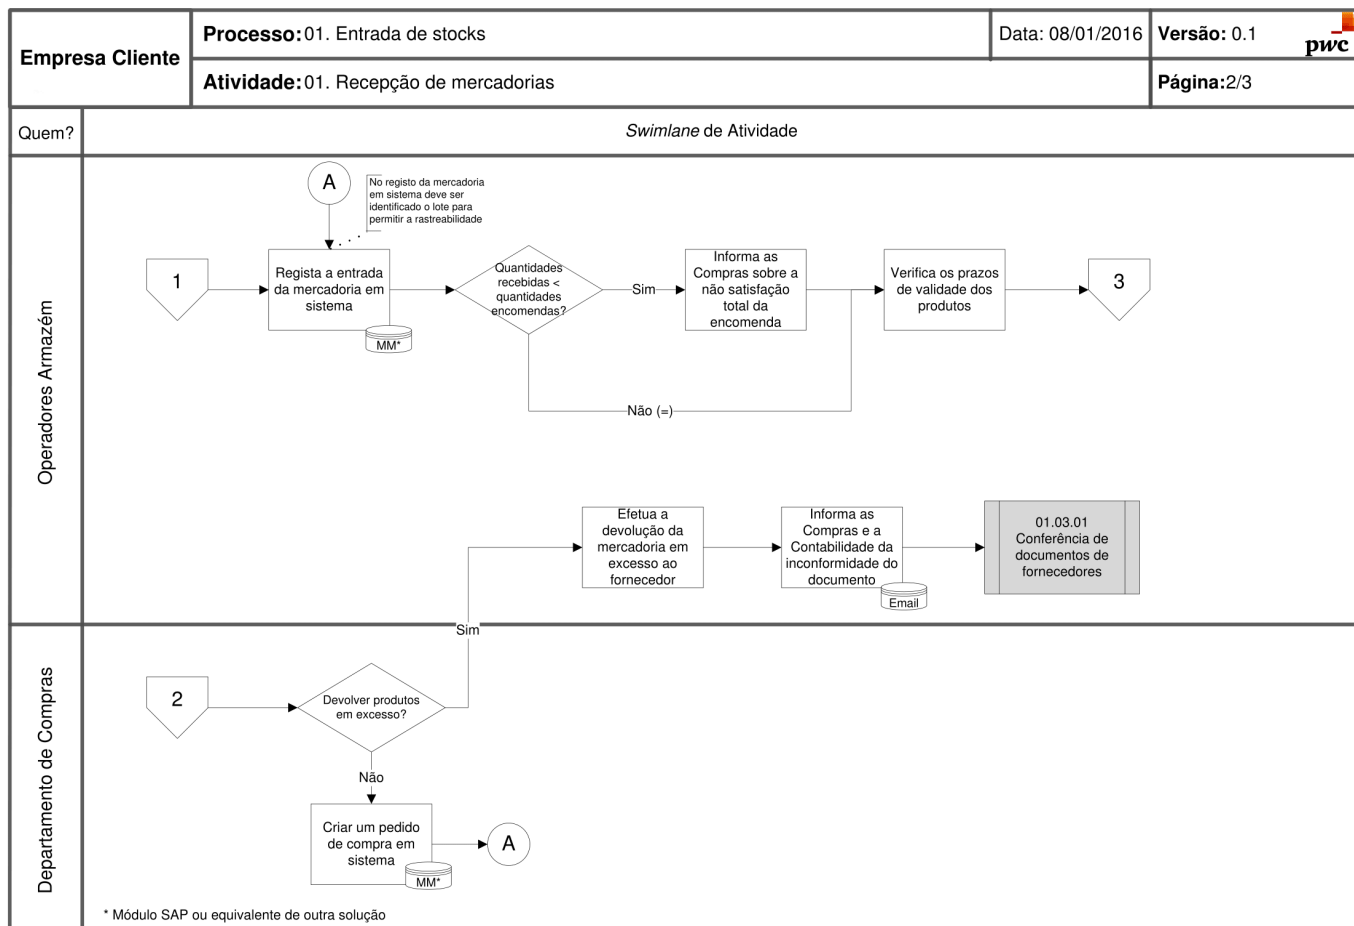 Empresa Cliente
Processo: 01. Entrada de stocks
Data: 08/01/2016
Versão: 0.1
pwc
Atividade: 01. Recepção de mercadorias
Página:2/3
Quem?
Swimlane de Atividade
Operadores Armazém
A
No registo da mercadoria
em sistema deve ser
identificado o lote para
permitir a rastreabilidade
1
Regista a entrada
da mercadoria em
sistema
MM*
Quantidades
recebidas <
quantidades
encomendas?
Sim
Informa as
Compras sobre a
não satisfação
total da
encomenda
Verifica os prazos
de validade dos
produtos
3
Não (=)
Efetua a
devolução da
mercadoria em
excesso ao
fornecedor
Informa as
Compras e a
Contabilidade da
inconformidade do
documento
Email
01.03.01
Conferência de
documentos de
fornecedores
Sim
Departamento de Compras
2
Devolver produtos
em excesso?
Não
Criar um pedido
de compra em
sistema
MM*
A
* Módulo SAP ou equivalente de outra solução